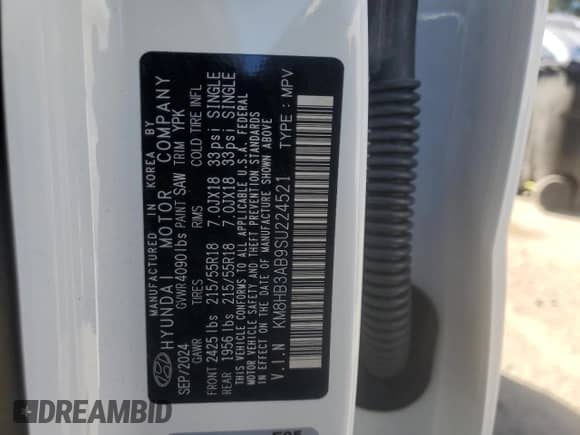 MANUFACTURED IN KOREA BY
HYUNDAI MOTOR COMPANY
SEP/2024 GVWR4090lbs PAINT SAW TRIM YPK
GAWR TIRES RIMS COLD TIRE INFL
FRONT 2425lbs 215/55R18 7.0JX18 33psi SINGLE
REAR 1956lbs 215/55R18 7.0JX18 33psi SINGLE
THIS VEHICLE CONFORMS TO ALL APPLICABLE U.S.A. FEDERAL
MOTOR VEHICLE SAFETY AND THEFT PREVENTION STANDARDS
IN EFFECT ON THE DATE OF MANUFACTURE SHOWN ABOVE
V.I.N KM8HB3AB9SU224521 TYPE : MPV
DREAMBID